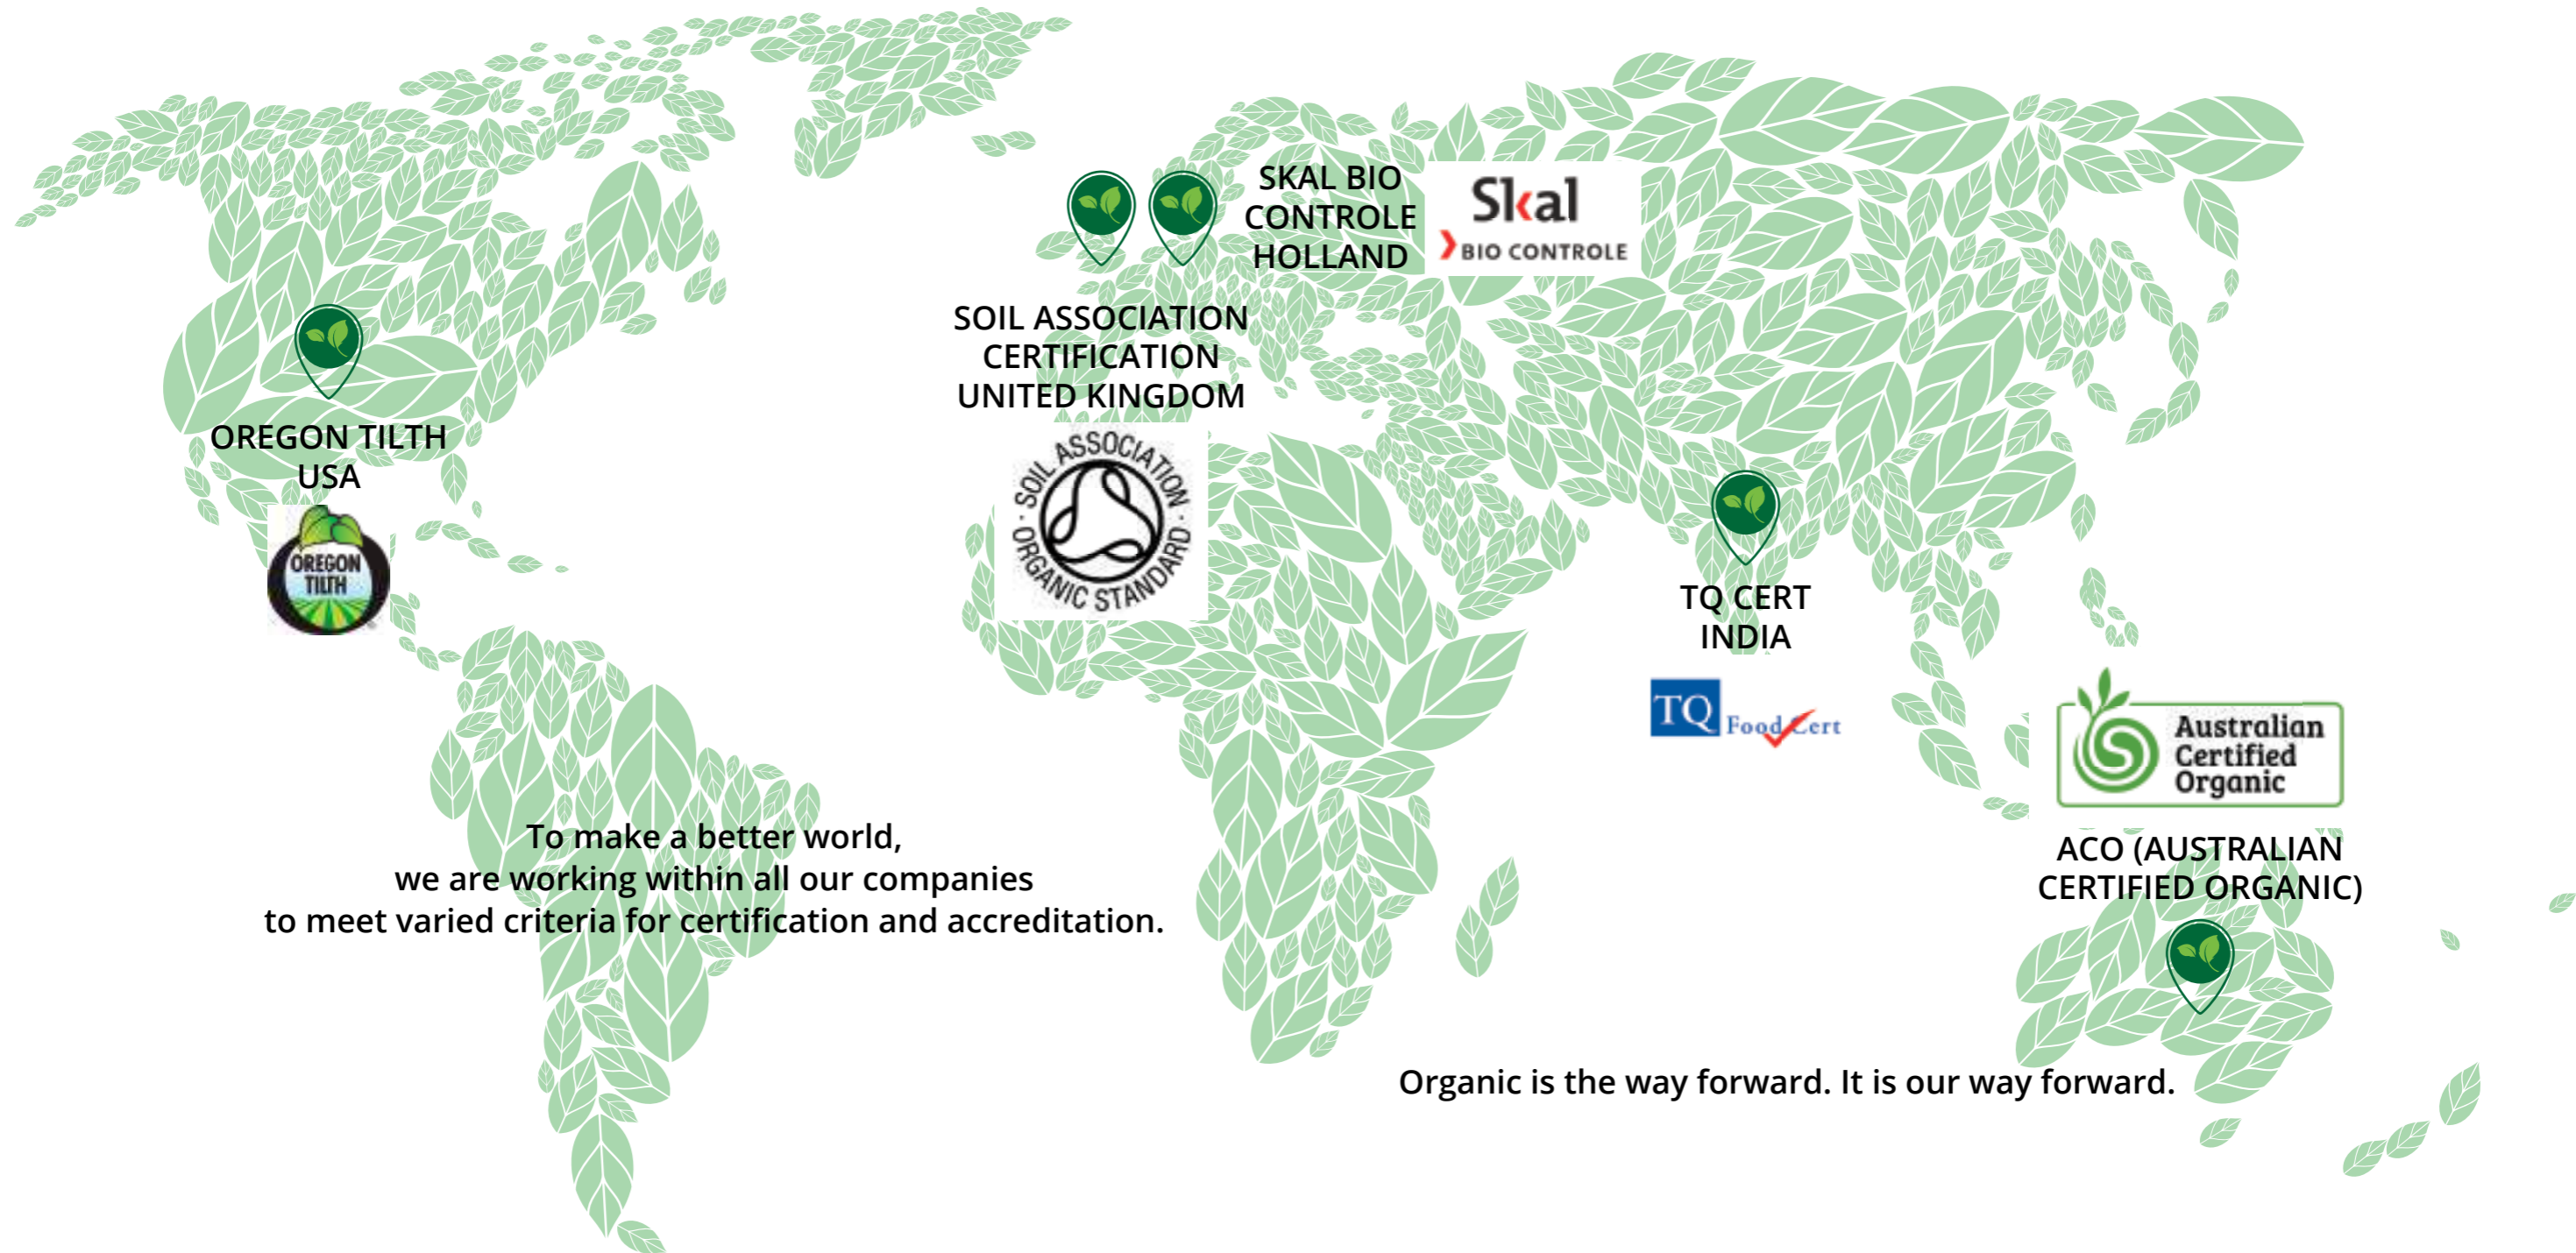 SKAL BIO
CONTROLE
HOLLAND
Skal
BIO CONTROLE
SOIL ASSOCIATION
CERTIFICATION
UNITED KINGDOM
· SOIL ASSOCIATION ·
ORGANIC STANDARD
OREGON TILTH
USA
OREGON
TILTH
TQ CERT
INDIA
TQ
Food Cert
Australian
Certified
Organic
ACO (AUSTRALIAN
CERTIFIED ORGANIC)
To make a better world,
we are working within all our companies
to meet varied criteria for certification and accreditation.
Organic is the way forward. It is our way forward.